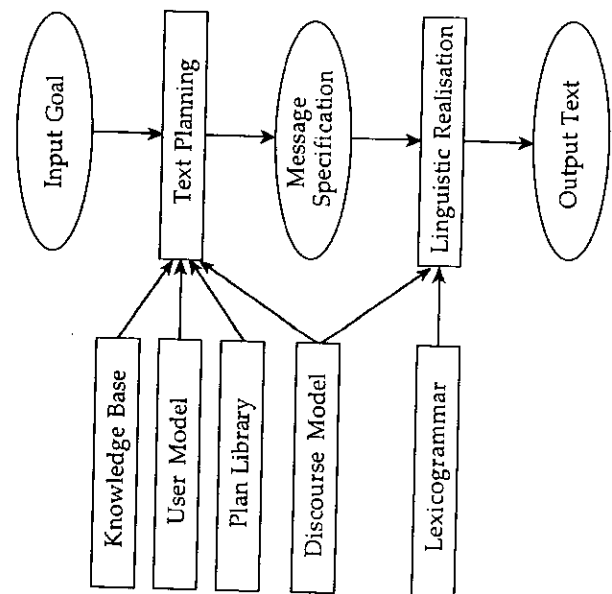 Input Goal
Text Planning
Message
Specification
Linguistic Realisation
Output Text
Knowledge Base
User Model
Plan Library
Discourse Model
Lexicogrammar